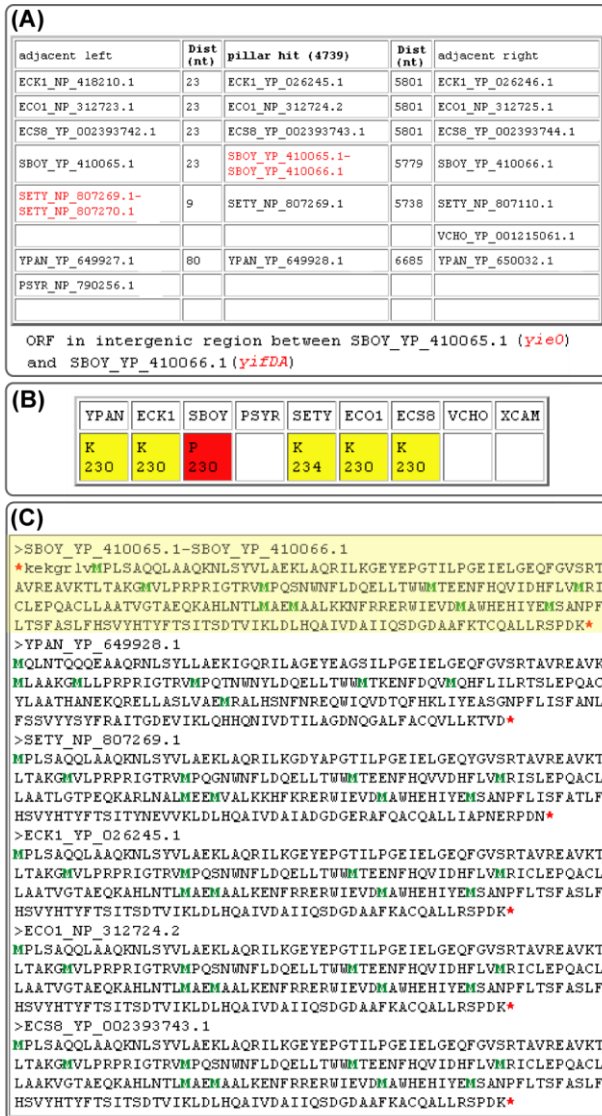 (A)
adjacent left Dist (nt) pillar hit (4739) Dist (nt) adjacent right
ECK1_NP_418210.1 23 ECK1_YP_026245.1 5801 ECK1_YP_026246.1
ECO1_NP_312723.1 23 ECO1_NP_312724.2 5801 ECO1_NP_312725.1
ECS8_YP_002393742.1 23 ECS8_YP_002393743.1 5801 ECS8_YP_002393744.1
SBOY_YP_410065.1 23 SBOY_YP_410065.1-SBOY_YP_410066.1 5779 SBOY_YP_410066.1
SETY_NP_807269.1-SETY_NP_807270.1 9 SETY_NP_807269.1 5738 SETY_NP_807110.1
VCHO_YP_001215061.1
YPAN_YP_649927.1 80 YPAN_YP_649928.1 6685 YPAN_YP_650032.1
PSYR_NP_790256.1
ORF in intergenic region between SBOY_YP_410065.1 (yieO)
and SBOY_YP_410066.1 (yifDA)
(B)
YPAN ECK1 SBOY PSYR SETY ECO1 ECS8 VCHO XCAM
K K P K K K
230 230 230 234 230 230
(C)
>SBOY_YP_410065.1-SBOY_YP_410066.1
*kekgrlvMPLSAQQLAAQKNLSYVLAEKLAQRILKGEYEPGTILPGEIELGEQFGVSRT
AVREAVKTLTAKGMVLPRPRIGTRVMPQSNWNFLDQELLTWWMTEENFHQVIDHFLVMRI
CLEPQACLLAATVGTAEQKAHLNTLMAEMAALKKNFRRERWIEVDMAWHEHIYEMSANPF
LTSFASLFHSVYHTYFTSITSDTVIKLDLHQAIVDAIIQSDGDAAFKTCQALLRSPDK*
>YPAN_YP_649928.1
MQLNTQQQEAAQRNLSYLLAEKIGQRILAGEYEAGSILPGEIELGEQFGVSRTAVREAVK
MLAAKGMLLPRPRIGTRVMPQTNWNYLDQELLTWWMTKENFDQVMQHFLILRTSLEPQAC
YLAATHANEKQRELLASLVAEMRALHSNFNREQWIQVDTQFHKLIYEASGNPFLISFANL
FSSVYYSYFRAITGDEVIKLQHHQNIVDTILAGDNQGALFACQVLLKTVD*
>SETY_NP_807269.1
MPLSAQQLAAQKNLSYVLAEKLAQRILKGDYAPGTILPGEIELGEQYGVSRTAVREAVKT
LTAKGMVLPRPRIGTRVMPQGNWNFLDQELLTWWMTEENFHQVVDHFLVMRISLEPQACL
LAATLGTPEQKARLNALMEEMVALKKHFKRERWIEVDMAWHEHIYEMSANPFLISFATLF
HSVYHTYFTSITYNEVVKLDLHQAIVDAIADGDGERAFQACQALLIAPNERPDN*
>ECK1_YP_026245.1
MPLSAQQLAAQKNLSYVLAEKLAQRILKGEYEPGTILPGEIELGEQFGVSRTAVREAVKT
LTAKGMVLPRPRIGTRVMPQSNWNFLDQELLTWWMTEENFHQVIDHFLVMRICLEPQACL
LAATVGTAEQKAHLNTLMAEMAALKENFRRERWIEVDMAWHEHIYEMSANPFLTSFASLF
HSVYHTYFTSITSDTVIKLDLHQAIVDAIIQSDGDAAFKACQALLRSPDK*
>ECO1_NP_312724.2
MPLSAQQLAAQKNLSYVLAEKLAQRILKGEYEPGTILPGEIELGEQFGVSRTAVREAVKT
LTAKGMVLPRPRIGTRVMPQSNWNFLDQELLTWWMTEENFHQVIDHFLVMRICLEPQACL
LAATVGTAEQKAHLNTLMAEMAALKENFRRERWIEVDMAWHEHIYEMSANPFLTSFASLF
HSVYHTYFTSITSDTVIKLDLHQAIVDAIIQSDGDAAFKACQALLRSPDK*
>ECS8_YP_002393743.1
MPLSAQQLAAQKNLSYVLAEKLAQRILKGEYEPGTILPGEIELGEQFGVSRTAVREAVKT
LTAKGMVLPRPRIGTRVMPQSNWNFLDQELLTWWMTEENFHQVIDHFLVMRICLEPQACL
LAAKVGTAEQKAHLNTLMAEMAALKENFRRERWIEVDMAWHEHIYEMSANPFLTSFASLF
HSVYHTYFTSITSDTVIKLDLHQAIVDAIIQSDGDAAFKACQALLRSPDK*